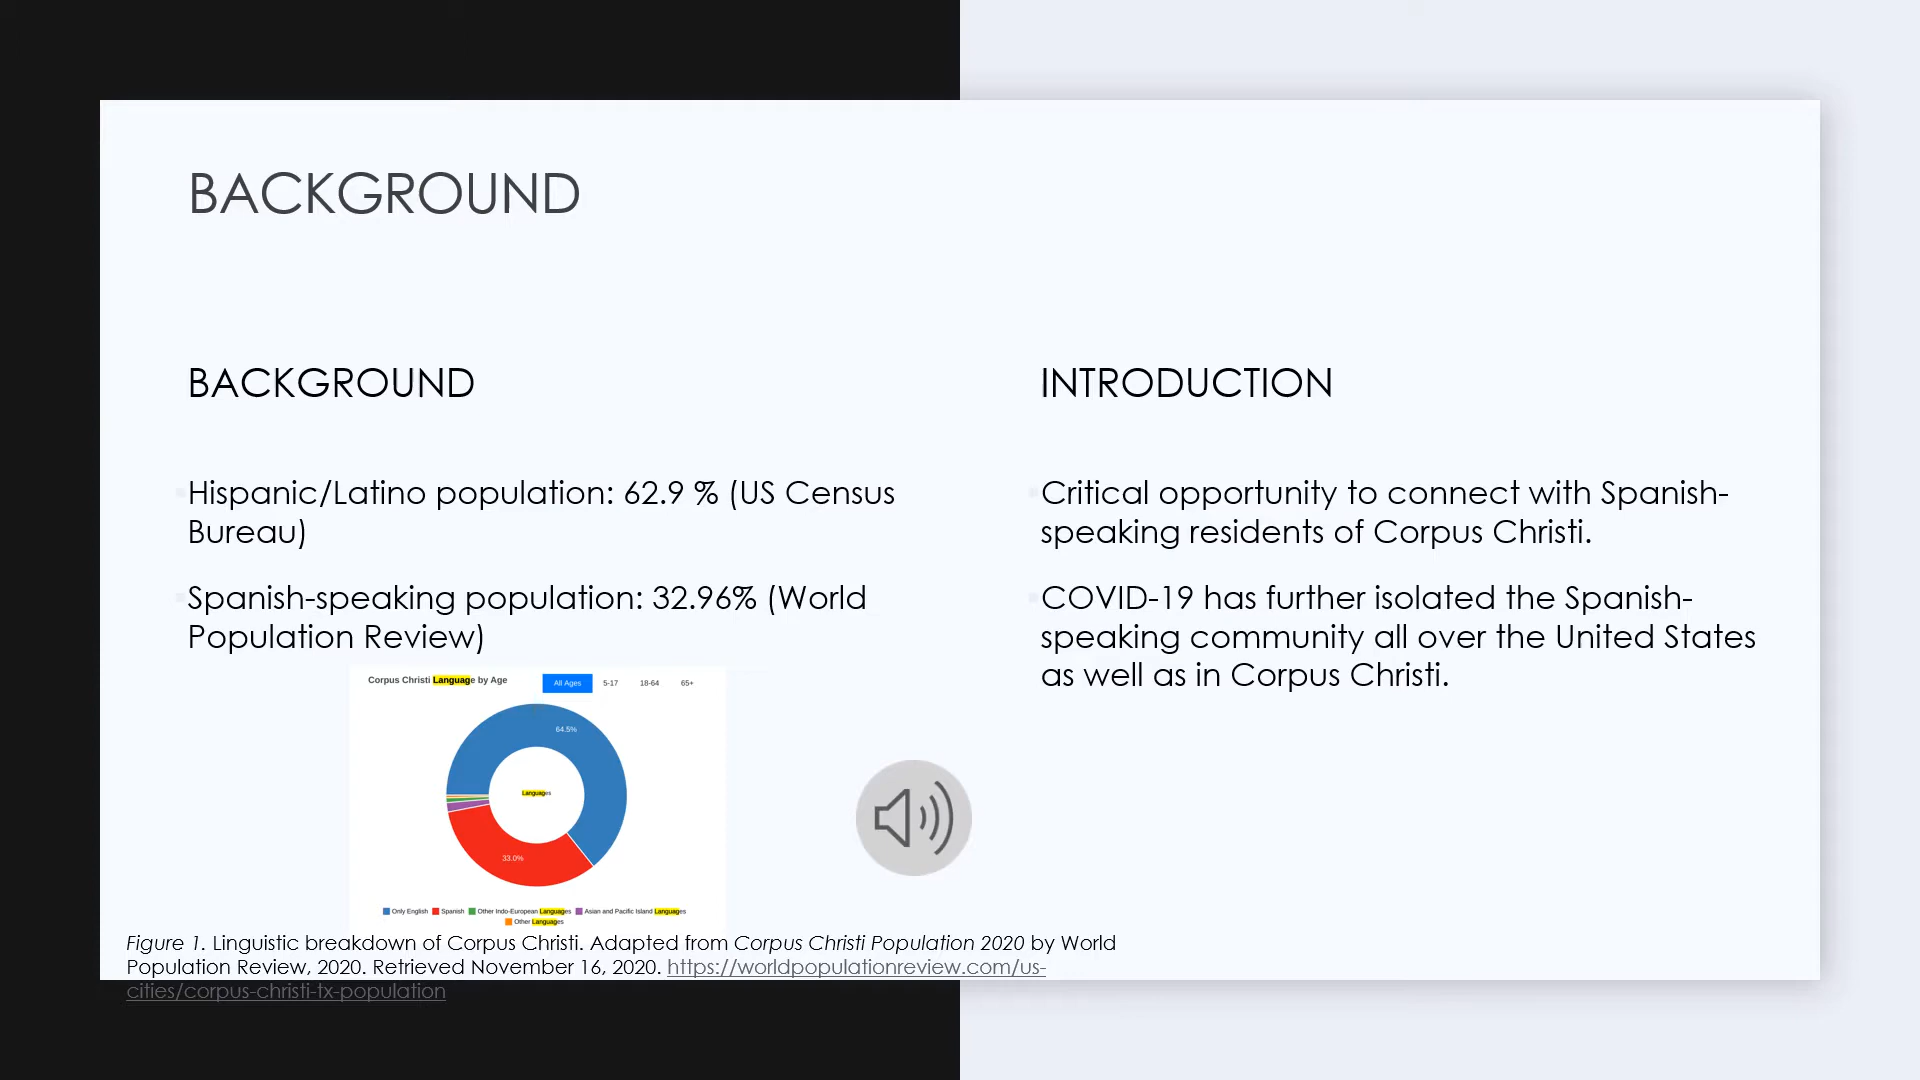 BACKGROUND
BACKGROUND
Hispanic/Latino population: 62.9 % (US Census
Bureau)
Spanish-speaking population: 32.96% (World
Population Review)
Corpus Christi Language by Age
All Ages 5-17 18-64 65+
64.5%
Languages
33.0%
Only English Spanish Other Indo-European Languages Asian and Pacific Island Languages
Other Languages
Figure 1. Linguistic breakdown of Corpus Christi. Adapted from Corpus Christi Population 2020 by World
Population Review, 2020. Retrieved November 16, 2020. https://worldpopulationreview.com/us-
cities/corpus-christi-tx-population
INTRODUCTION
Critical opportunity to connect with Spanish-
speaking residents of Corpus Christi.
COVID-19 has further isolated the Spanish-
speaking community all over the United States
as well as in Corpus Christi.